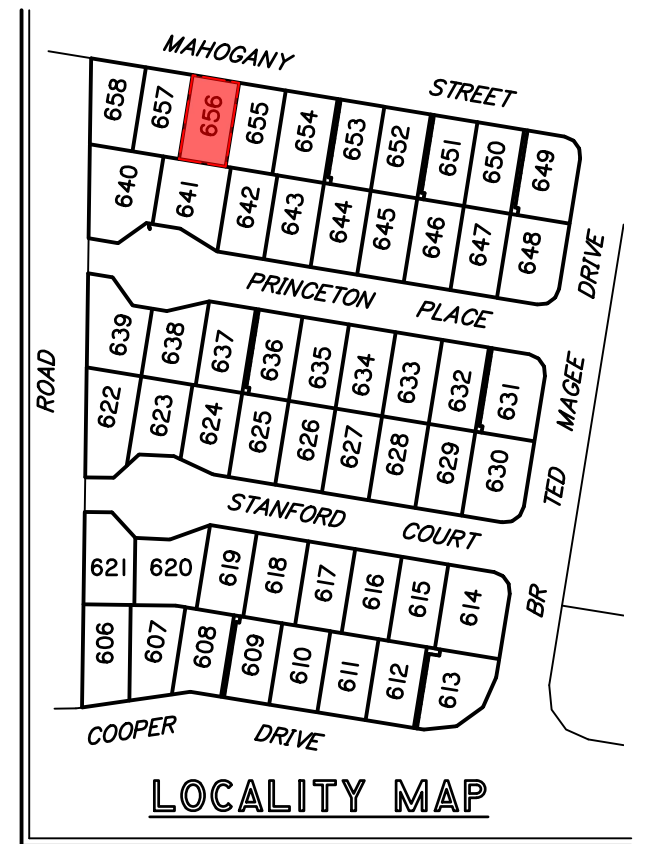 MAHOGANY STREET
658 657 656 655 654 653 652 651 650 649
640 641 642 643 644 645 646 647 648
DRIVE
PRINCETON PLACE
639 638 637 636 635 634 633 632 631
ROAD
MAGEE
622 623 624 625 626 627 628 629 630
TED
STANFORD COURT
621 620 619 618 617 616 615 614
BR
606 607 608 609 610 611 612 613
COOPER DRIVE
LOCALITY MAP